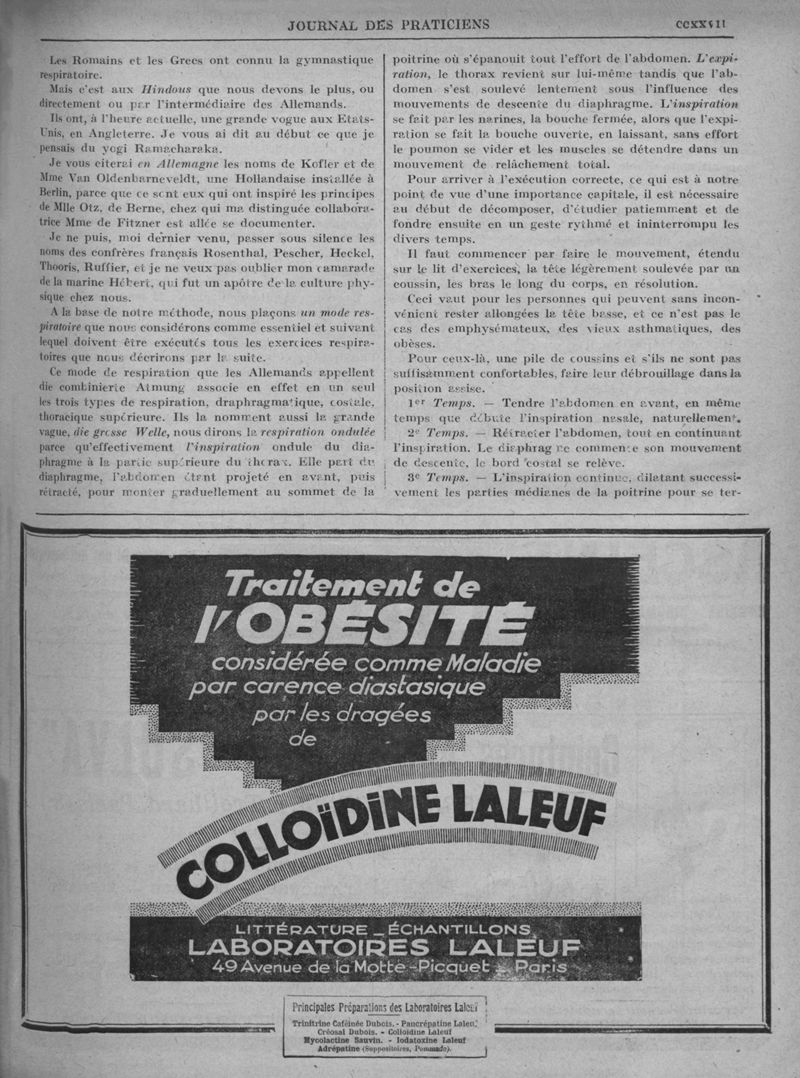 JOURNAL DES PRATICIENS
Les Romains et les Grecs ont connu la gymnastique
respiratoire.
Mais c'est aux Hindous que nous devons le plus, ou
directement ou par l'intermédiaire des Allemands.
Ils ont, à l'heure actuelle, une grande vogue aux Etats-
Unis, en Angleterre. Je vous ai dit au début ce que je
pensais du yogi Ramacharaka.
Je vous citerai en Allemagne les noms de Kofler et de
Mme Van Oldenbarneveldt, une Hollandaise installée à
Berlin, parce que ce sont eux qui ont inspiré les principes
de Mlle Otz, de Berne, chez qui ma distinguée collabora-
trice Mme de Fitzner est allée se documenter.
Je ne puis, moi dernier venu, passer sous silence les
noms des confrères français Rosenthal, Pescher, Heckel,
Thooris, Ruffier, et je ne veux pas oublier mon camarade
de la marine Hébert, qui fut un apôtre de la culture phy-
sique chez nous.
A la base de notre méthode, nous plaçons un mode res-
piratoire que nous considérons comme essentiel et suivant
lequel doivent être exécutés tous les exercices respira-
toires que nous décrirons par la suite.
Ce mode de respiration que les Allemands appellent
die combinierte Atmung associe en effet en un seul
les trois types de respiration, draphragmatique, costale,
thoracique supérieure. Ils la nomment aussi la grande
vague, die grosse Welle, nous dirons la respiration ondulée
parce qu'effectivement l'inspiration ondule du dia-
phragme à la partie supérieure du thorax. Elle part du
diaphragme, l'abdomen étant projeté en avant, puis
rétracté, pour monter graduellement au sommet de la
poitrine où s'épanouit tout l'effort de l'abdomen. L'expi-
ration, le thorax revient sur lui-même tandis que l'ab-
domen s'est soulevé lentement sous l'influence des
mouvements de descente du diaphragme. L'inspiration
se fait par les narines, la bouche fermée, alors que l'expi-
ration se fait la bouche ouverte, en laissant, sans effort
le poumon se vider et les muscles se détendre dans un
mouvement de relâchement total.
Pour arriver à l'exécution correcte, ce qui est à notre
point de vue d'une importance capitale, il est nécessaire
au début de décomposer, d'étudier patiemment et de
fondre ensuite en un geste rythmé et ininterrompu les
divers temps.
Il faut commencer par faire le mouvement, étendu
sur le lit d'exercices, la tête légèrement soulevée par un
coussin, les bras le long du corps, en résolution.
Ceci vaut pour les personnes qui peuvent sans incon-
vénient rester allongées la tête basse, et ce n'est pas le
cas des emphysémateux, des vieux asthmatiques, des
obèses.
Pour ceux-là, une pile de coussins et s'ils ne sont pas
suffisamment confortables, faire leur débrouillage dans la
position assise.
1er Temps. — Tendre l'abdomen en avant, en même
temps que débute l'inspiration nasale, naturellement.
2e Temps. — Rétracter l'abdomen, tout en continuant
l'inspiration. Le diaphragme commence son mouvement
de descente, le bord costal se relève.
3e Temps. — L'inspiration continue, dilatant successi-
vement les parties médianes de la poitrine pour se ter-
Traitement de
l'OBÉSITÉ
considérée comme Maladie
par carence diastasique
par les dragées
de
COLLOÏDINE LALEUF
LITTÉRATURE _ ÉCHANTILLONS
LABORATOIRES LALEUF
49 Avenue de la Motte-Picquet - Paris
Principales Préparations des Laboratoires Laleuf
Trinitrine Caféinée Dubois. - Pancrépatine Laleuf
Créosal Dubois. - Colloïdine Laleuf
Mycolactine Sauvin. - Iodatoxine Laleuf
Adrépatine (Suppositoires, Pommade).